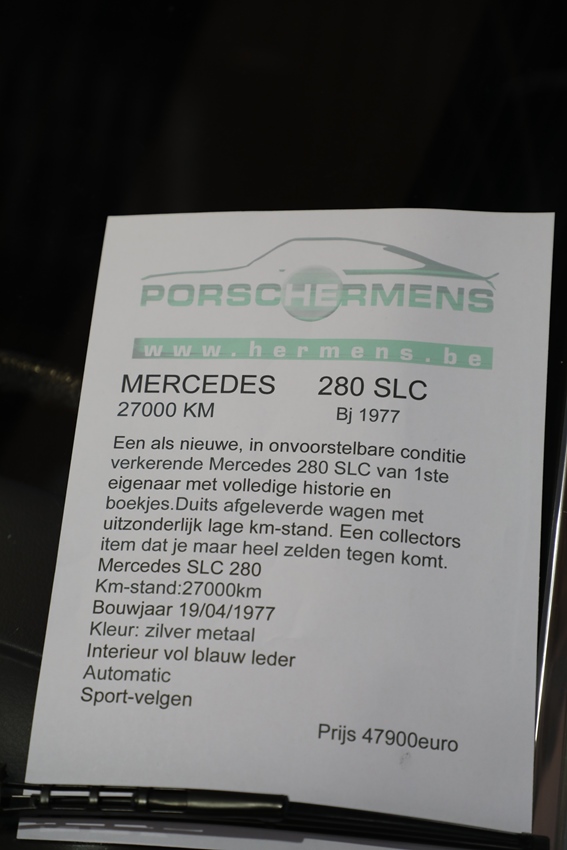 PORSCHERMENS
www.hermens.be
MERCEDES 280 SLC
27000 KM Bj 1977
Een als nieuwe, in onvoorstelbare conditie
verkerende Mercedes 280 SLC van 1ste
eigenaar met volledige historie en
boekjes.Duits afgeleverde wagen met
uitzonderlijk lage km-stand. Een collectors
item dat je maar heel zelden tegen komt.
Mercedes SLC 280
Km-stand:27000km
Bouwjaar 19/04/1977
Kleur: zilver metaal
Interieur vol blauw leder
Automatic
Sport-velgen
Prijs 47900euro